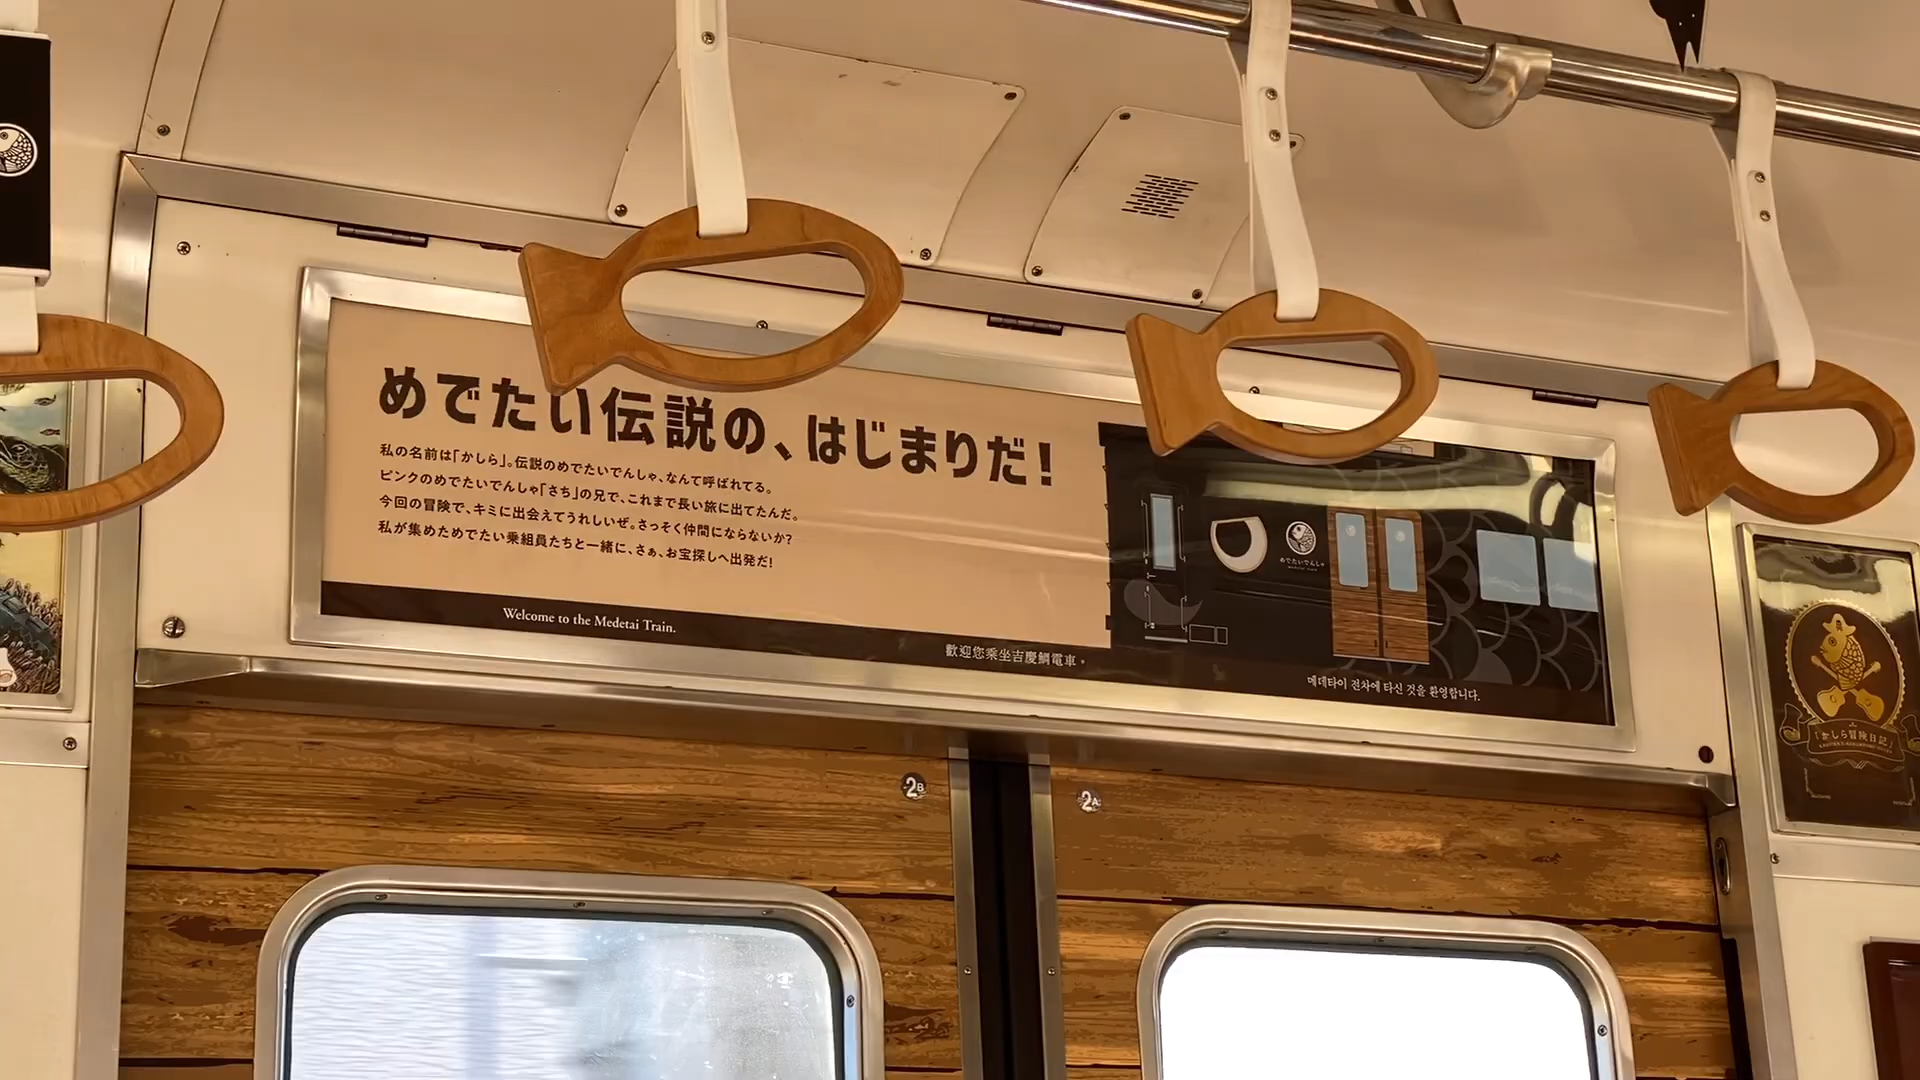 めでたい伝説の、はじまりだ!
私の名前は「かしら」。伝説のめでたいでんしゃ、なんて呼ばれてる。
ピンクのめでたいでんしゃ「さち」の兄で、これまで長い旅に出てたんだ。
今回の冒険で、キミに出会えてうれしいぜ。さっそく仲間にならないか?
私が集めためでたい乗組員たちと一緒に、さぁ、お宝探しへ出発だ!
めでたいでんしゃ
Welcome to the Medetai Train.
歡迎您乘坐吉慶鯛電車。
메데타이 전차에 타신 것을 환영합니다.
2B
2A
「かしら冒険日記」